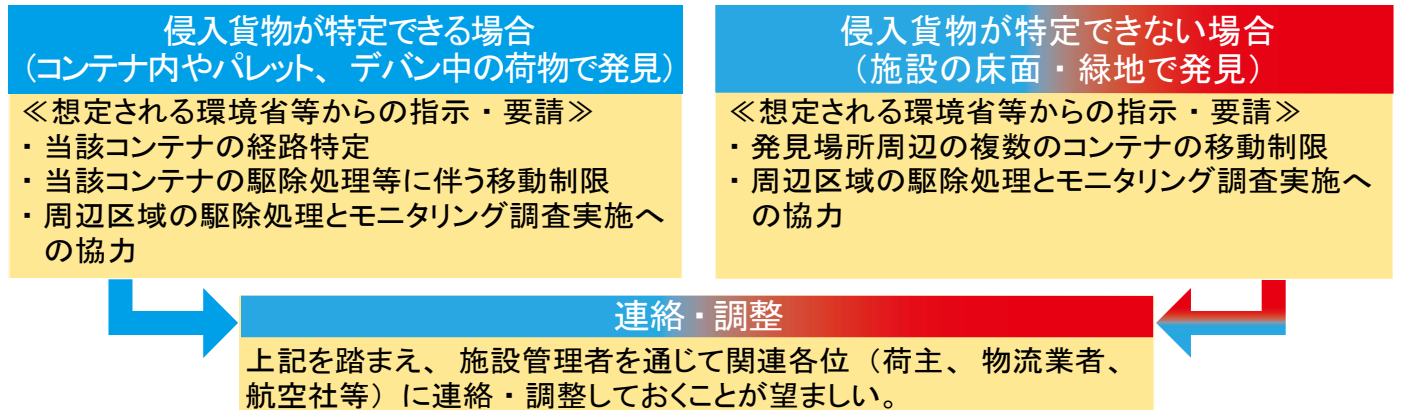 侵入貨物が特定できる場合
（コンテナ内やパレット、デバン中の荷物で発見）
≪想定される環境省等からの指示・要請≫
・当該コンテナの経路特定
・当該コンテナの駆除処理等に伴う移動制限
・周辺区域の駆除処理とモニタリング調査実施へ
の協力
侵入貨物が特定できない場合
（施設の床面・緑地で発見）
≪想定される環境省等からの指示・要請≫
・発見場所周辺の複数のコンテナの移動制限
・周辺区域の駆除処理とモニタリング調査実施へ
の協力
連絡・調整
上記を踏まえ、施設管理者を通じて関連各位（荷主、物流業者、
航空社等）に連絡・調整しておくことが望ましい。